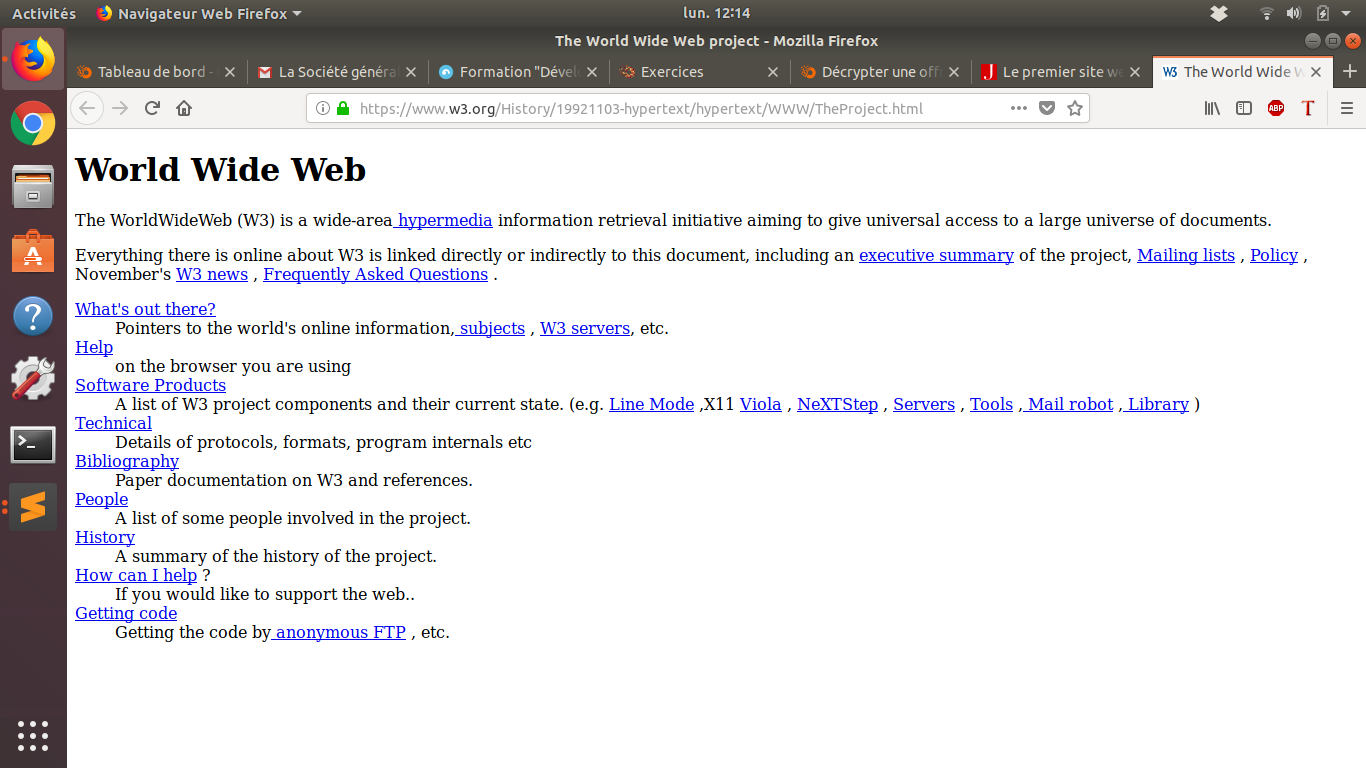 Activités Navigateur Web Firefox lun. 12:14
The World Wide Web project - Mozilla Firefox
Tableau de bord - La Société généra Formation "Déve Exercices Décrypter une off Le premier site w W3 The World Wide W
https://www.w3.org/History/19921103-hypertext/hypertext/WWW/TheProject.html ABP T
World Wide Web
The WorldWideWeb (W3) is a wide-area hypermedia information retrieval initiative aiming to give universal access to a large universe of documents.
Everything there is online about W3 is linked directly or indirectly to this document, including an executive summary of the project, Mailing lists , Policy ,
November's W3 news , Frequently Asked Questions .
What's out there?
Pointers to the world's online information, subjects , W3 servers, etc.
Help
on the browser you are using
Software Products
A list of W3 project components and their current state. (e.g. Line Mode ,X11 Viola , NeXTStep , Servers , Tools , Mail robot , Library )
Technical
Details of protocols, formats, program internals etc
Bibliography
Paper documentation on W3 and references.
People
A list of some people involved in the project.
History
A summary of the history of the project.
How can I help ?
If you would like to support the web..
Getting code
Getting the code by anonymous FTP , etc.